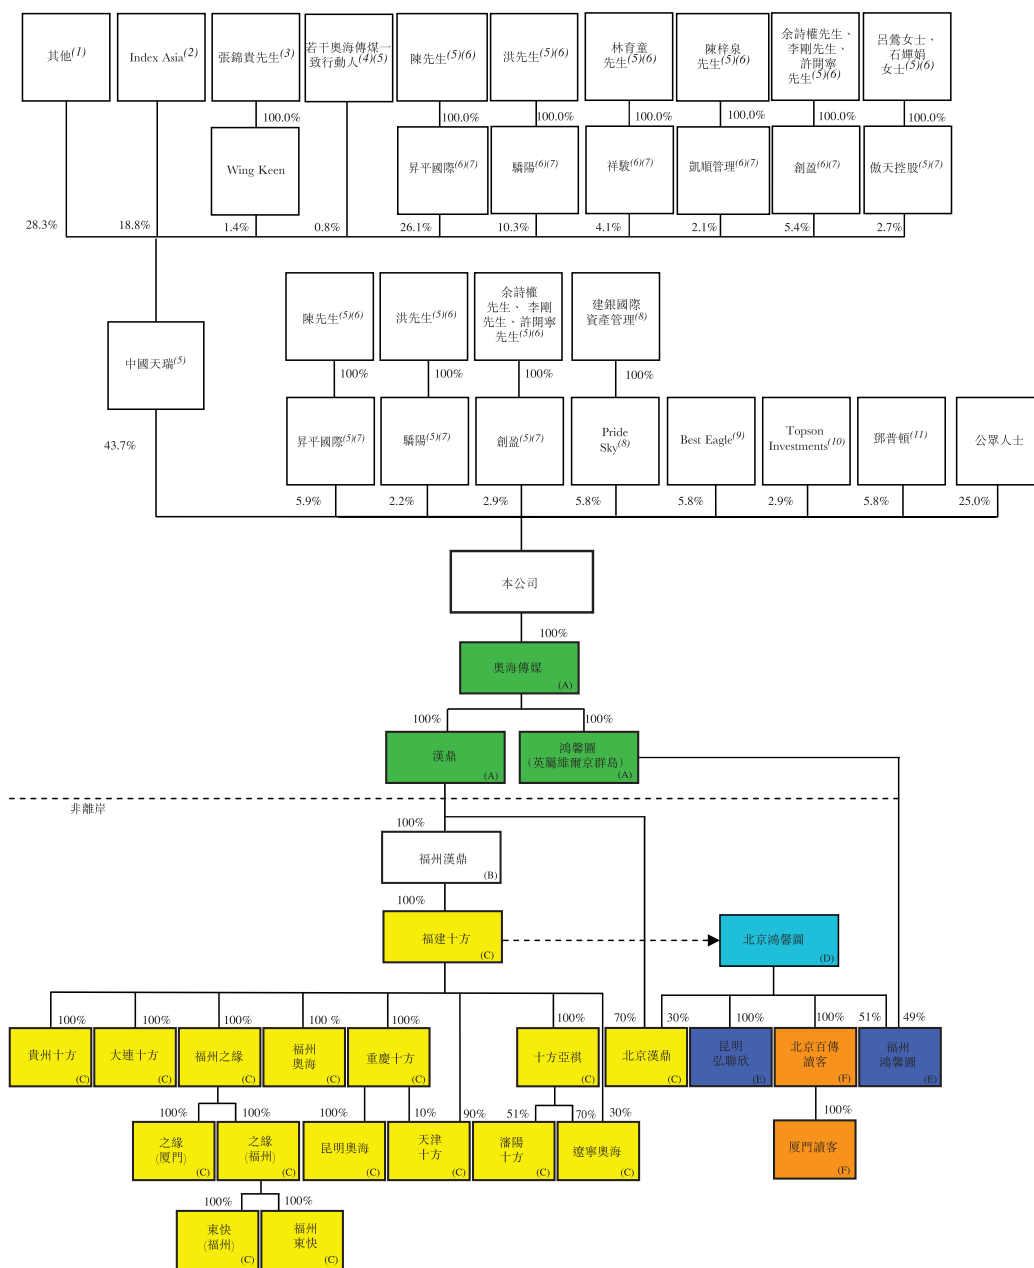 其他(1)
Index Asia(2)
張錦貴先生(3)
若干奧海傳媒一
致行動人(4)(5)
陳先生(5)(6)
洪先生(5)(6)
林育童
先生(5)(6)
陳梓泉
先生(5)(6)
余詩權先生、
李剛先生、
許開寧
先生(5)(6)
呂鶯女士、
石嬋娟
女士(5)(6)
100.0%
100.0%
100.0%
100.0%
100.0%
100.0%
100.0%
Wing Keen
昇平國際(6)(7)
驕陽(6)(7)
祥駿(6)(7)
凱順管理(6)(7)
創盈(6)(7)
傲天控股(5)(7)
28.3%
18.8%
1.4%
0.8%
26.1%
10.3%
4.1%
2.1%
5.4%
2.7%
中國天瑞(5)
陳先生(5)(6)
洪先生(5)(6)
余詩權
先生、李剛
先生、許開寧
先生(5)(6)
建銀國際
資產管理(8)
100%
100%
100%
100%
昇平國際(5)(7)
驕陽(5)(7)
創盈(5)(7)
Pride
Sky(8)
Best Eagle(9)
Topson
Investments(10)
鄧普頓(11)
公眾人士
43.7%
5.9%
2.2%
2.9%
5.8%
5.8%
2.9%
5.8%
25.0%
本公司
100%
奧海傳媒
(A)
100%
100%
漢鼎
(A)
鴻馨圖
(英屬維爾京群島)
(A)
非離岸
100%
福州漢鼎
(B)
100%
福建十方
(C)
北京鴻馨圖
(D)
100%
100%
100%
100 %
100%
100%
70%
30%
100%
100%
51%
49%
貴州十方
(C)
大連十方
(C)
福州之緣
(C)
福州
奧海
(C)
重慶十方
(C)
十方亞祺
(C)
北京漢鼎
(C)
昆明
弘聯欣
(E)
北京百傳
讀客
(F)
福州
鴻馨圖
(E)
100%
100%
100%
10%
90%
51%
70%
30%
100%
之緣
(厦門)
(C)
之緣
(福州)
(C)
昆明奧海
(C)
天津
十方
(C)
瀋陽
十方
(C)
遼寧奧海
(C)
厦門讀客
(F)
100%
100%
東快
(福州)
(C)
福州
東快
(C)